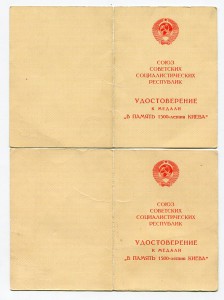 СОЮЗ
СОВЕТСКИХ
СОЦИАЛИСТИЧЕСКИХ
РЕСПУБЛИК
УДОСТОВЕРЕНИЕ
К МЕДАЛИ
„В ПАМЯТЬ 1500-летия КИЕВА“
СОЮЗ
СОВЕТСКИХ
СОЦИАЛИСТИЧЕСКИХ
РЕСПУБЛИК
УДОСТОВЕРЕНИЕ
К МЕДАЛИ
„В ПАМЯТЬ 1500-летия КИЕВА“